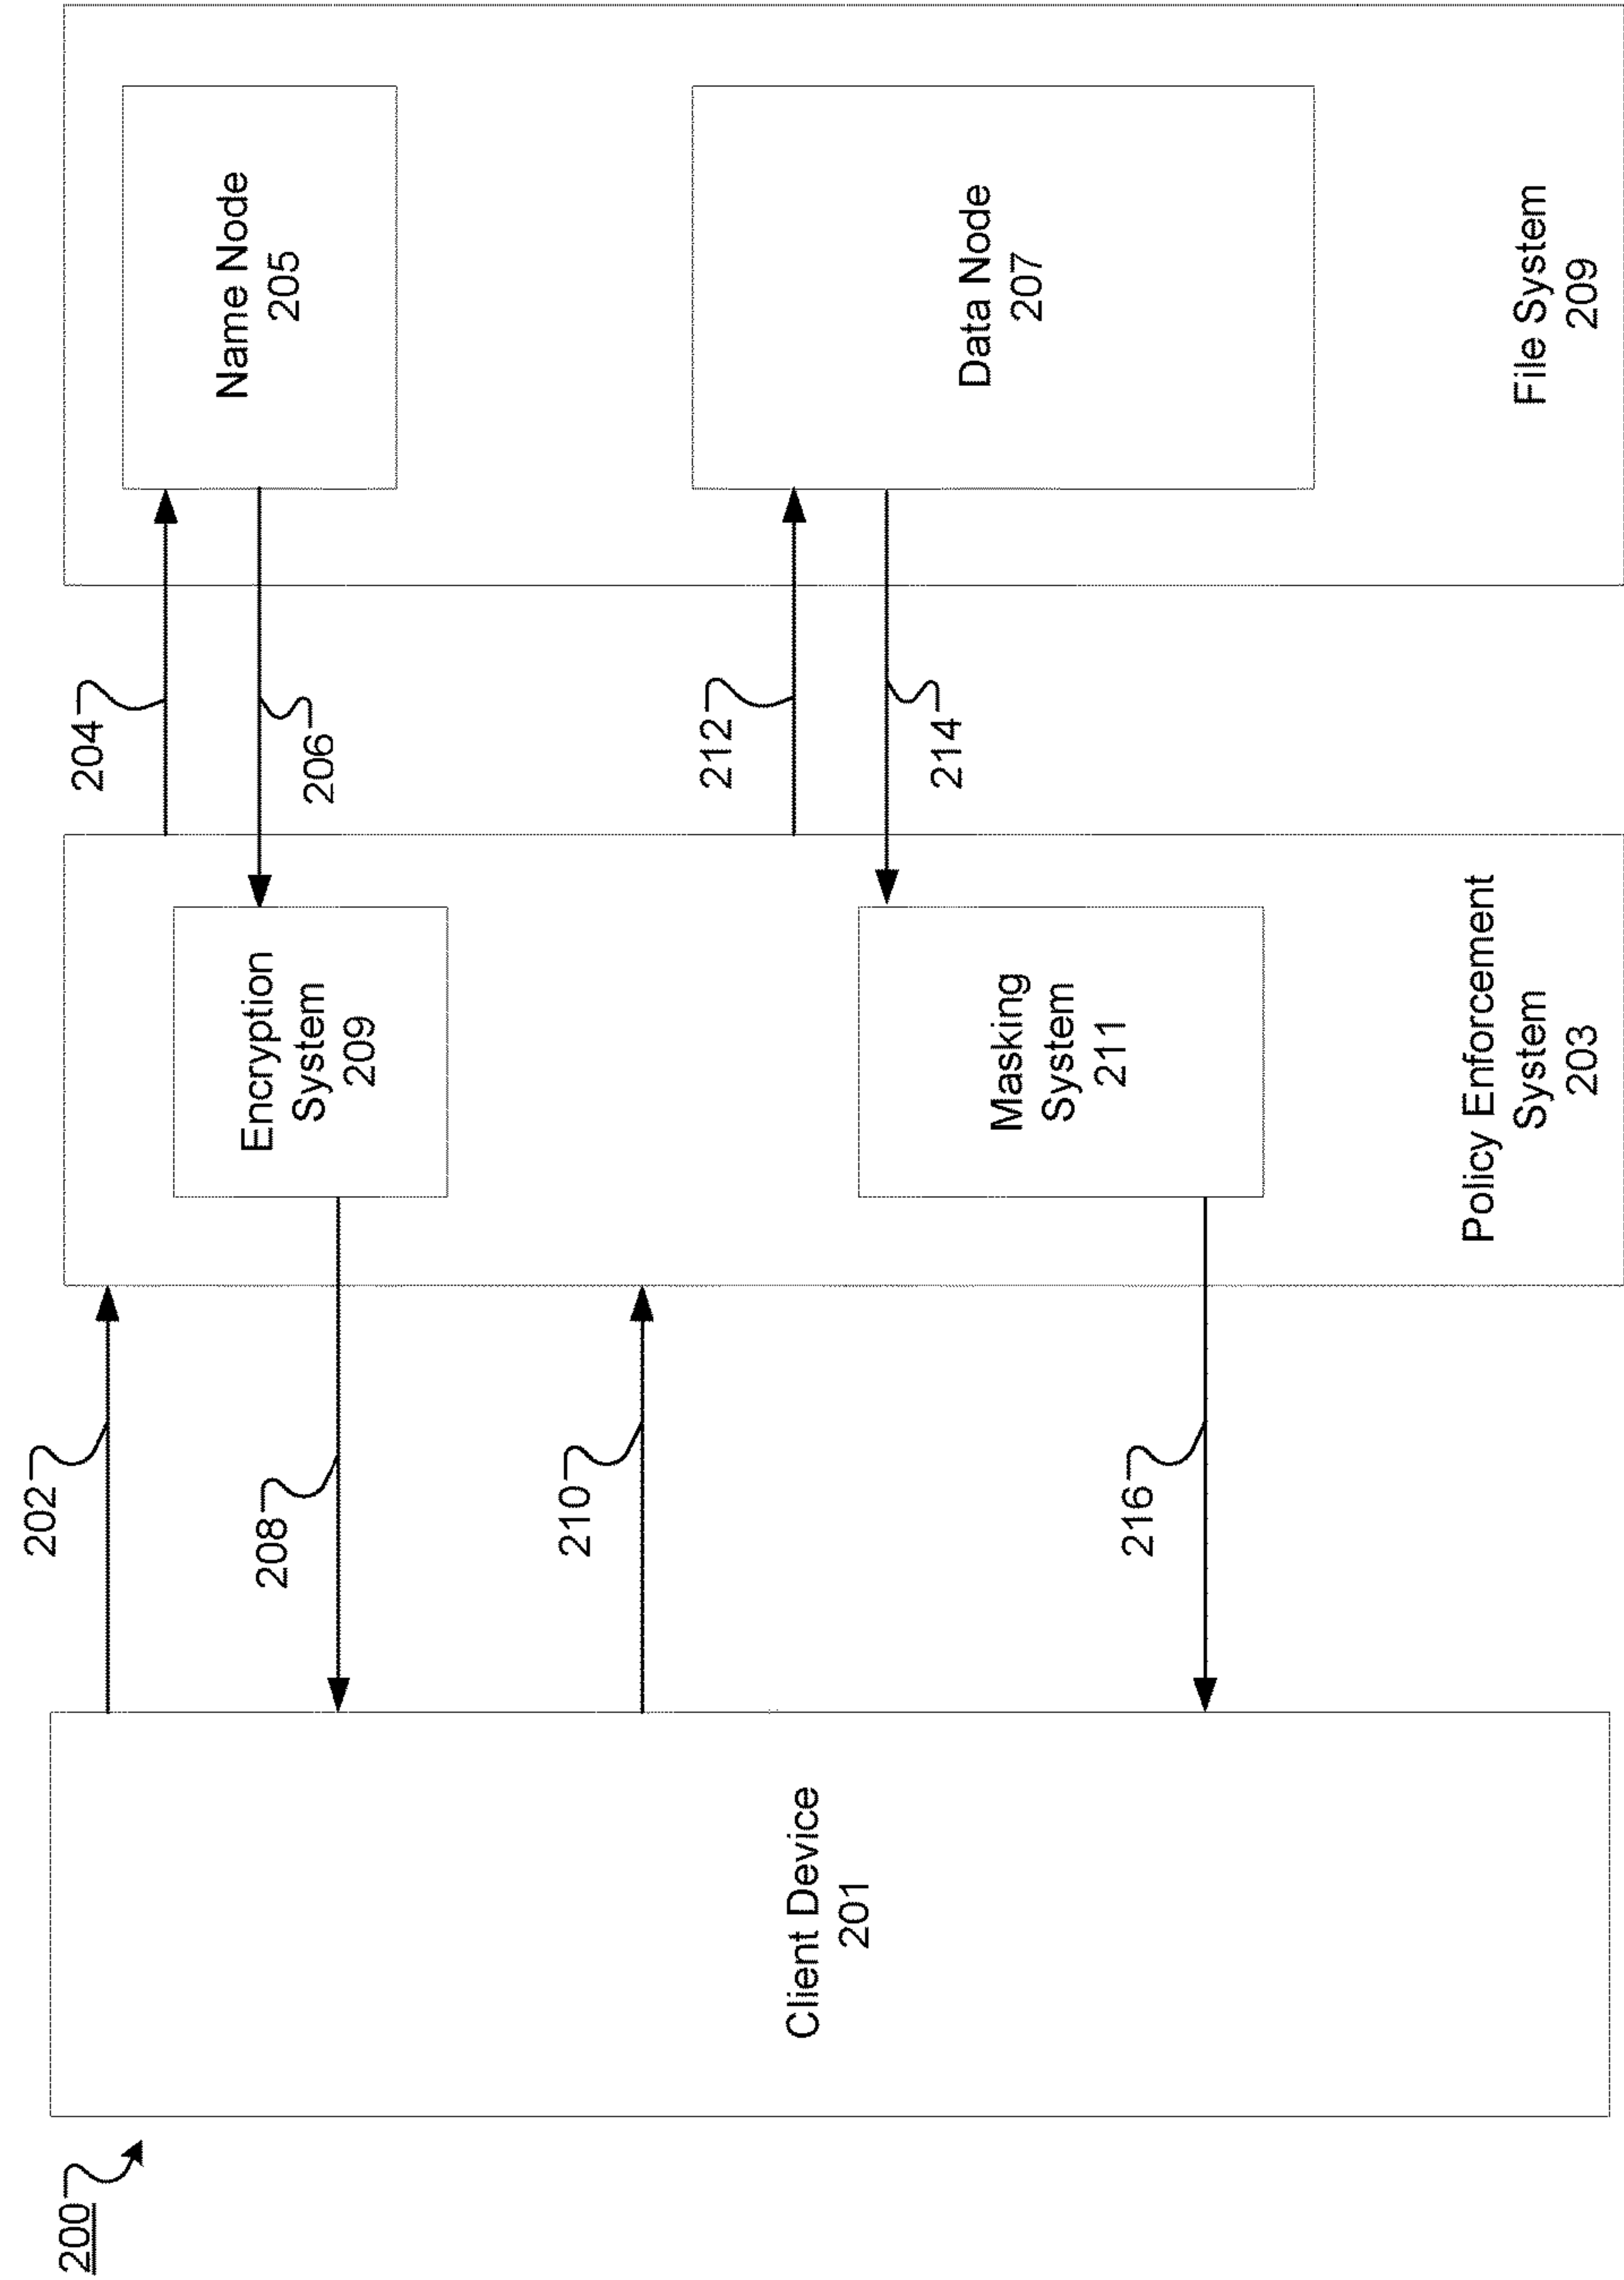 200
202
204
206
208
210
212
214
216
Client Device
201
Encryption
System
209
Masking
System
211
Policy Enforcement
System
203
Name Node
205
Data Node
207
File System
209